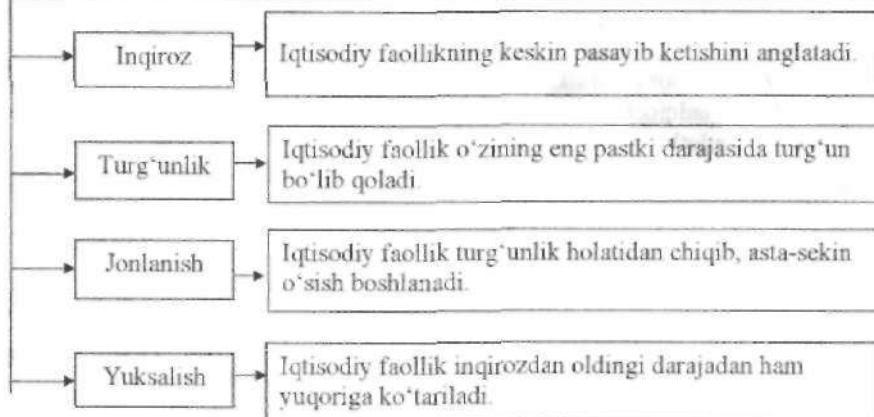 Inqiroz
Iqtisodiy faollikning keskin pasayib ketishini anglatadi.
Turg‘unlik
Iqtisodiy faollik o‘zining eng pastki darajasida turg‘un
bo‘lib qoladi.
Jonlanish
Iqtisodiy faollik turg‘unlik holatidan chiqib, asta-sekin
o‘sish boshlanadi.
Yuksalish
Iqtisodiy faollik inqirozdan oldingi darajadan ham
yuqoriga ko‘tariladi.